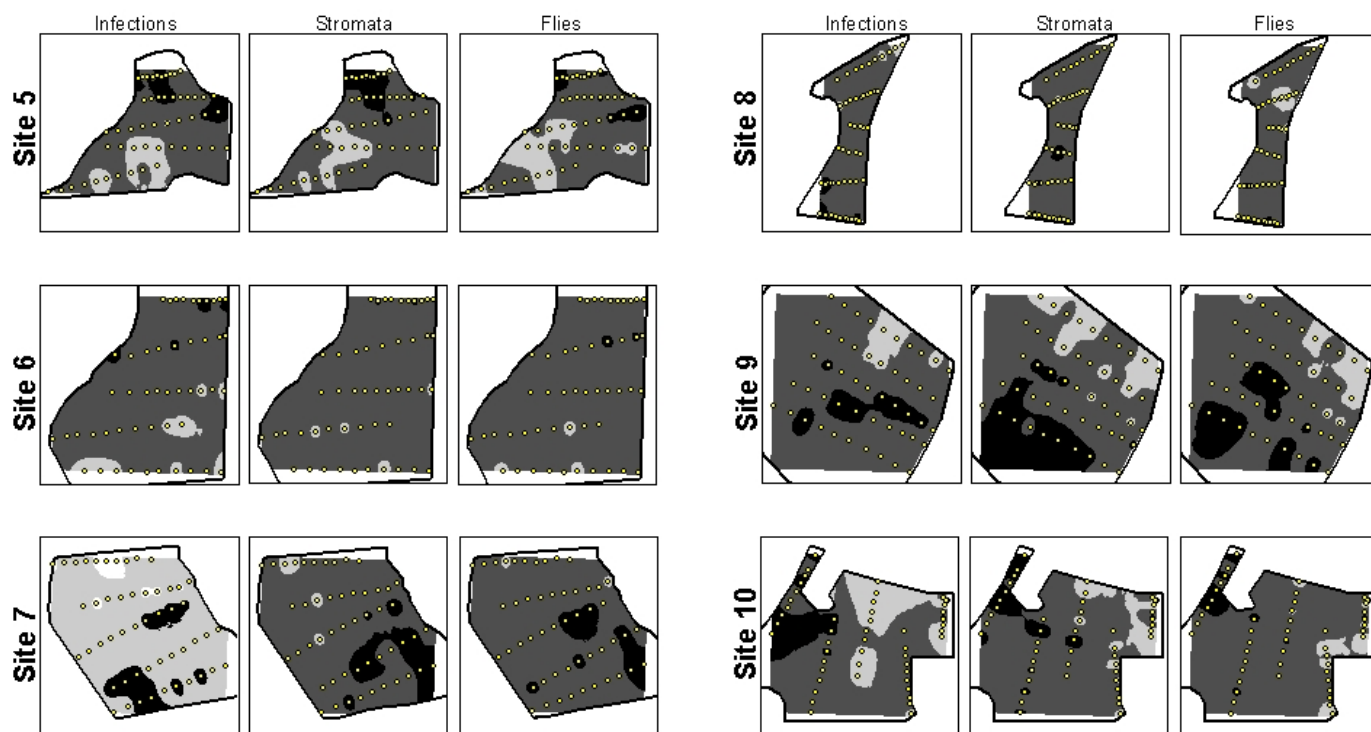 Infections Stromata Flies Infections Stromata Flies
Site 5
Site 8
Site 6
Site 9
Site 7
Site 10